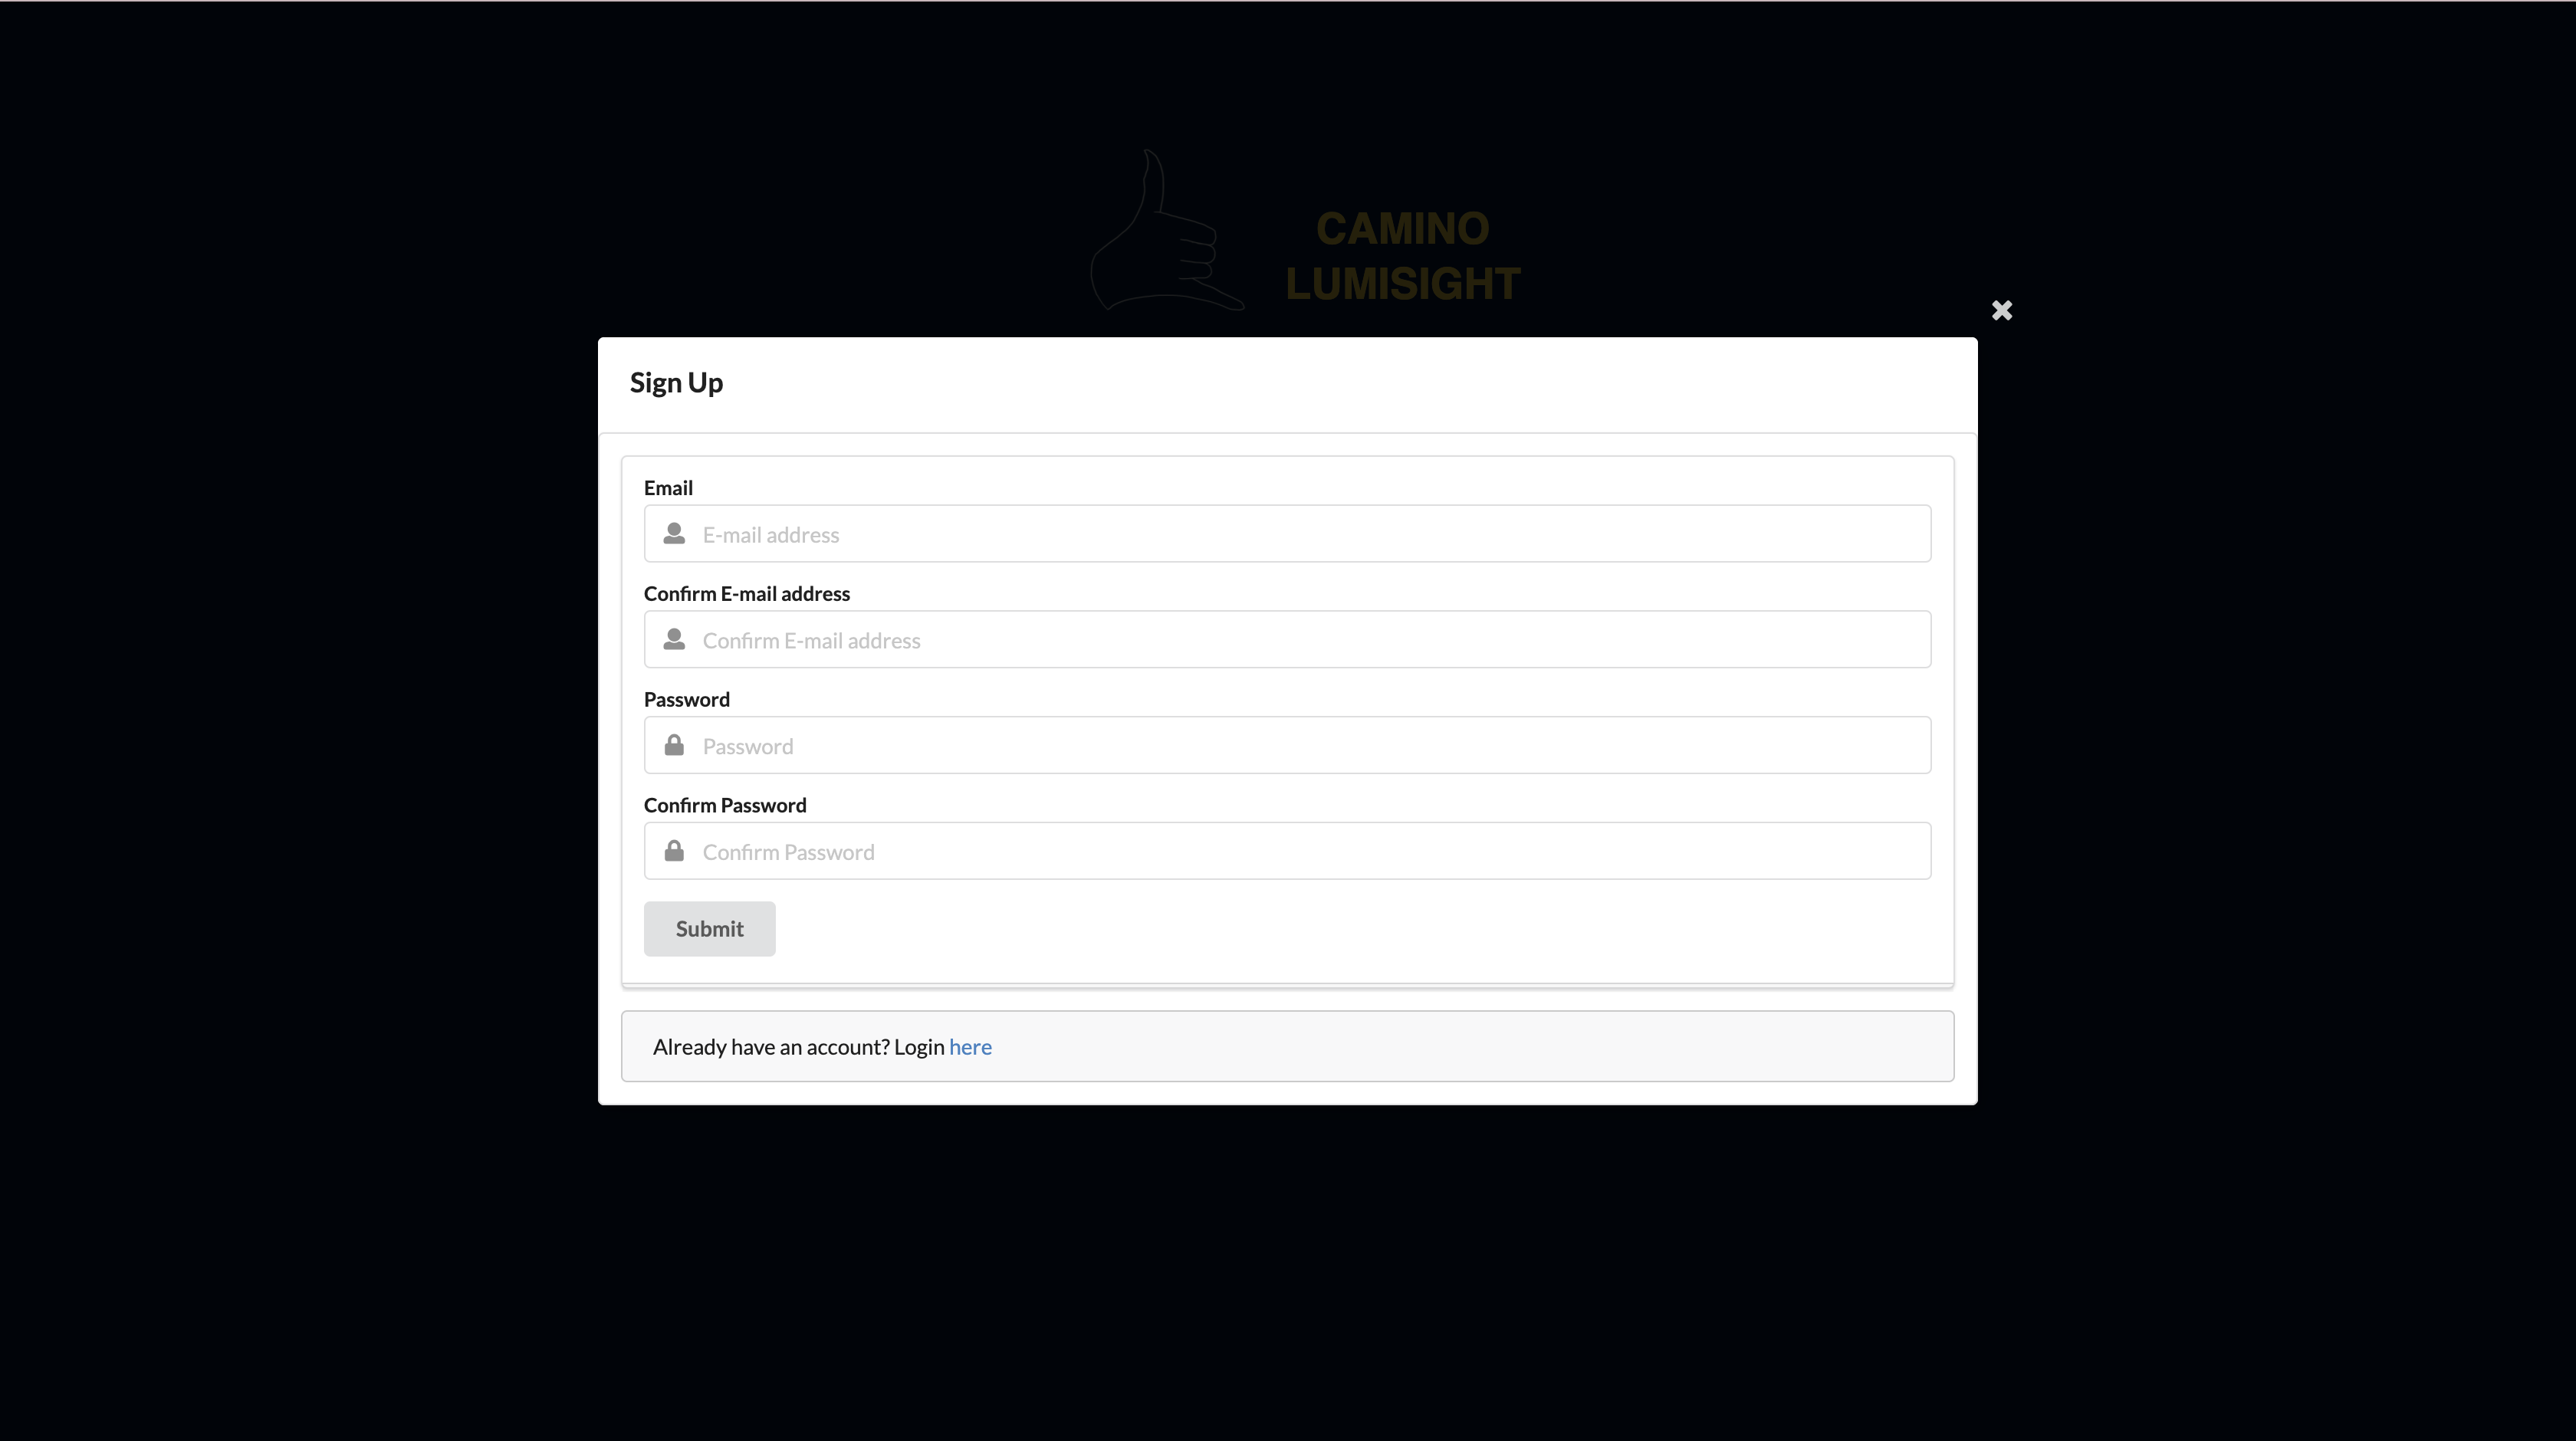 CAMINO
LUMISIGHT
Sign Up
Email
E-mail address
Confirm E-mail address
Confirm E-mail address
Password
Password
Confirm Password
Confirm Password
Submit
Already have an account? Login here